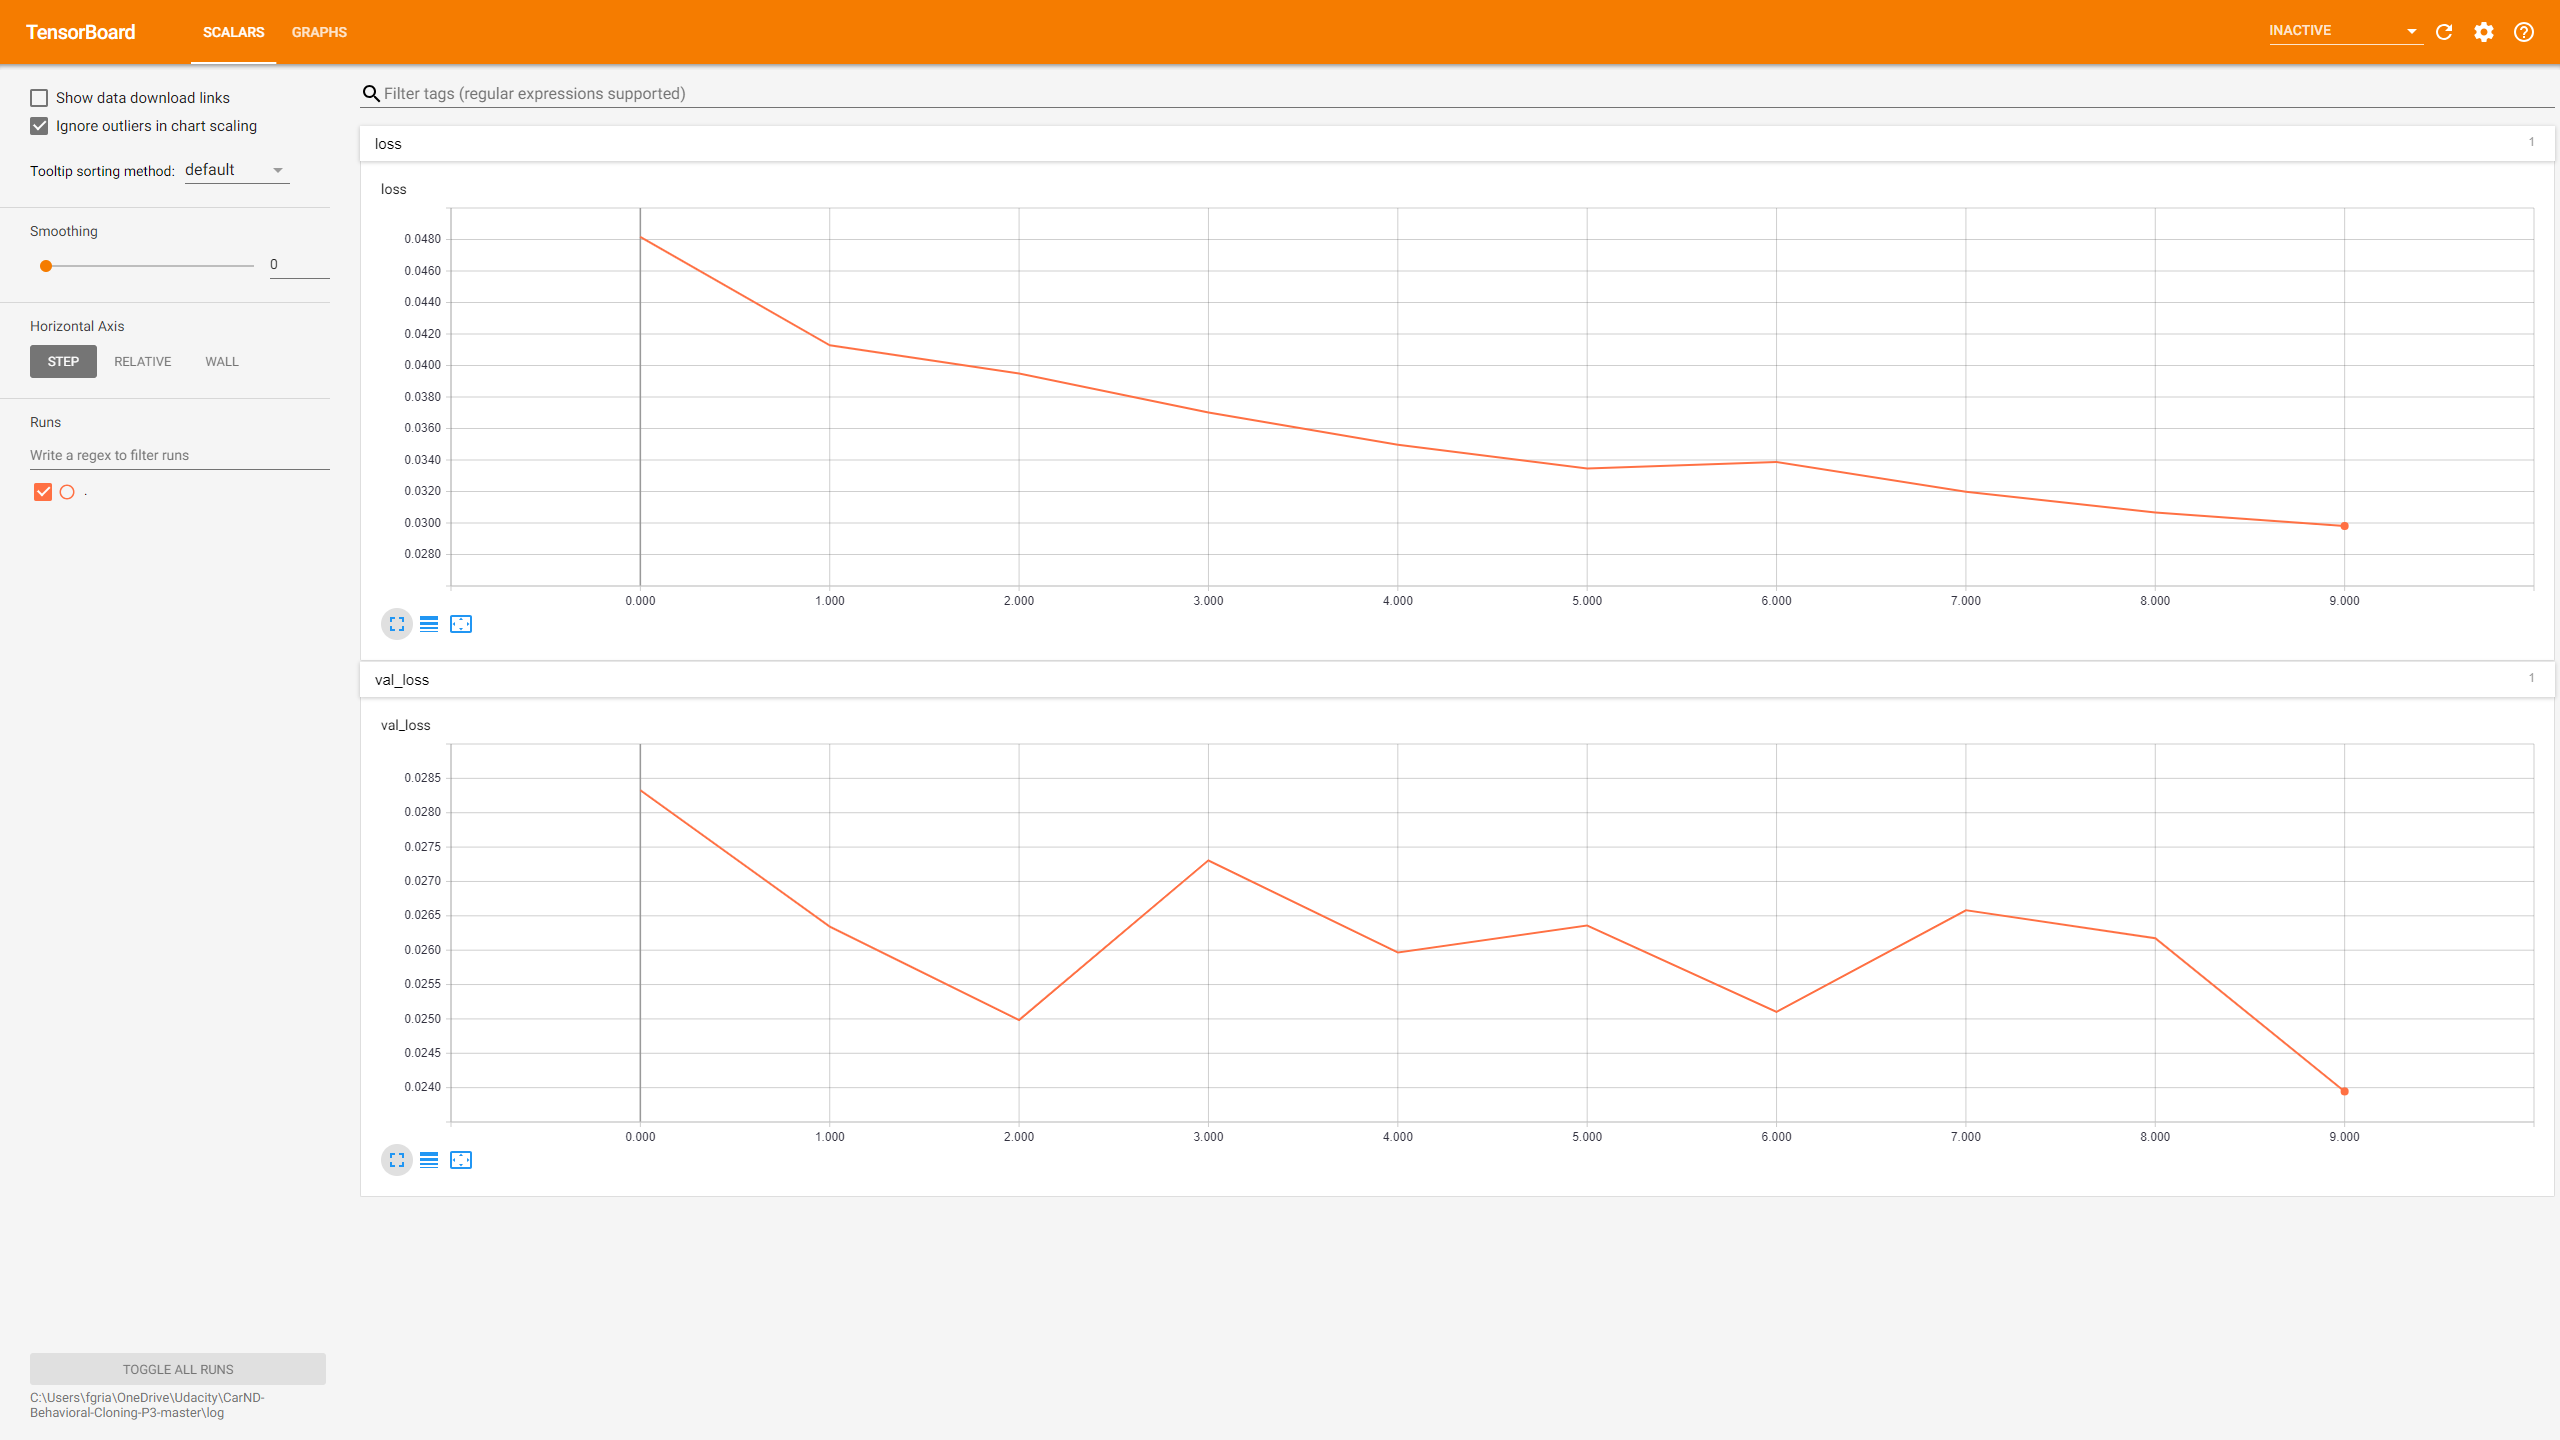 TensorBoard SCALARS GRAPHS INACTIVE
Show data download links
Ignore outliers in chart scaling
Tooltip sorting method: default
Smoothing
0
Horizontal Axis
STEP RELATIVE WALL
Runs
Write a regex to filter runs
.
TOGGLE ALL RUNS
C:\Users\fgria\OneDrive\Udacity\CarND-
Behavioral-Cloning-P3-master\log
Filter tags (regular expressions supported)
loss 1
loss
0.0480
0.0460
0.0440
0.0420
0.0400
0.0380
0.0360
0.0340
0.0320
0.0300
0.0280
0.000 1.000 2.000 3.000 4.000 5.000 6.000 7.000 8.000 9.000
val_loss 1
val_loss
0.0285
0.0280
0.0275
0.0270
0.0265
0.0260
0.0255
0.0250
0.0245
0.0240
0.000 1.000 2.000 3.000 4.000 5.000 6.000 7.000 8.000 9.000